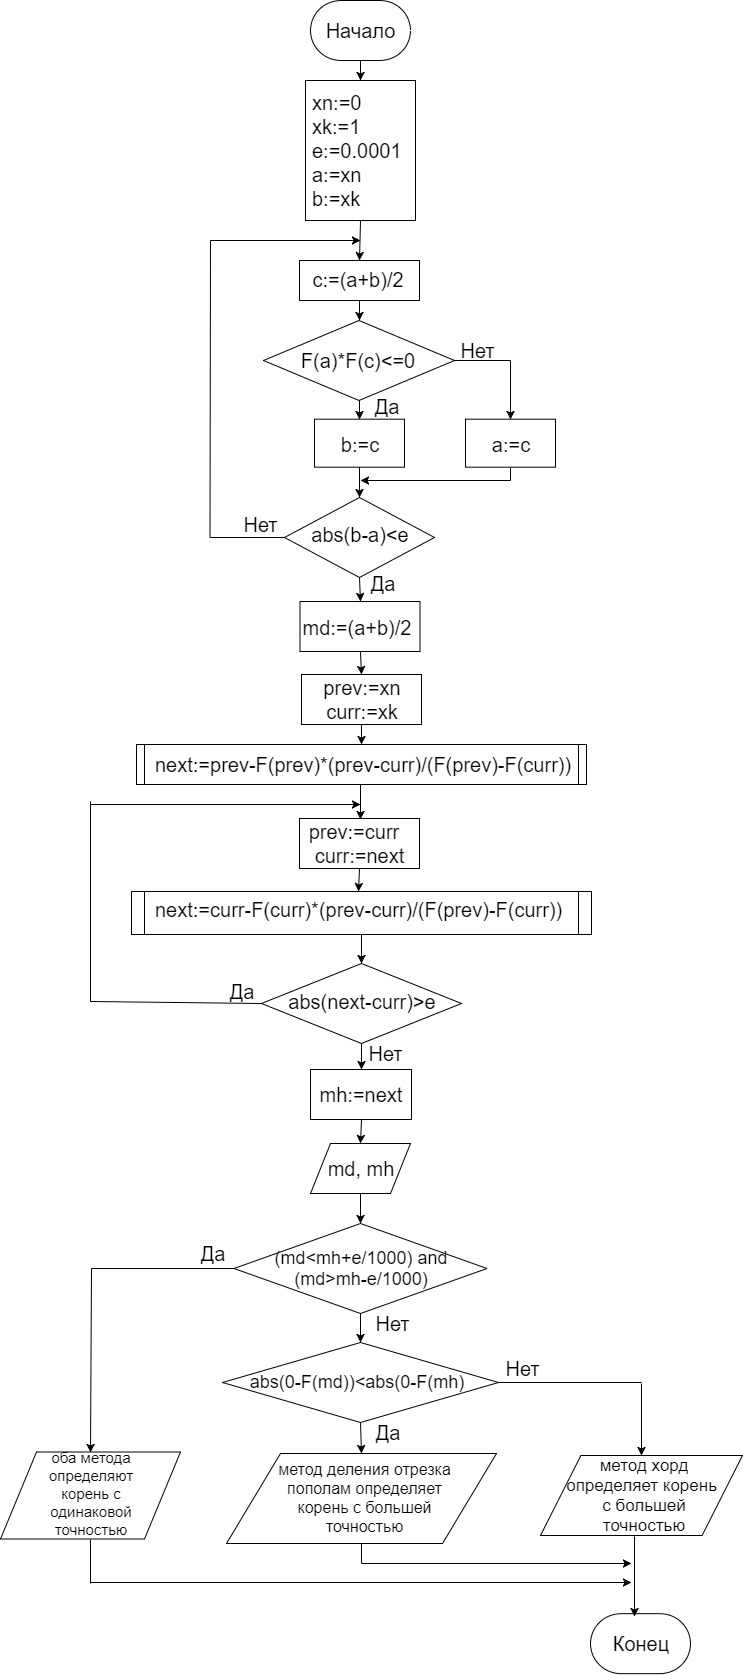 Начало
xn:=0
xk:=1
e:=0.0001
a:=xn
b:=xk
c:=(a+b)/2
F(a)*F(c)<=0
Нет
Да
b:=c
a:=c
Нет
abs(b-a)<e
Да
md:=(a+b)/2
prev:=xn
curr:=xk
next:=prev-F(prev)*(prev-curr)/(F(prev)-F(curr))
prev:=curr
curr:=next
next:=curr-F(curr)*(prev-curr)/(F(prev)-F(curr))
Да
abs(next-curr)>e
Нет
mh:=next
md, mh
Да
(md<mh+e/1000) and
(md>mh-e/1000)
Нет
abs(0-F(md))<abs(0-F(mh)
Нет
Да
оба метода
определяют
корень с
одинаковой
точностью
метод деления отрезка
пополам определяет
корень с большей
точностью
метод хорд
определяет корень
с большей
точностью
Конец